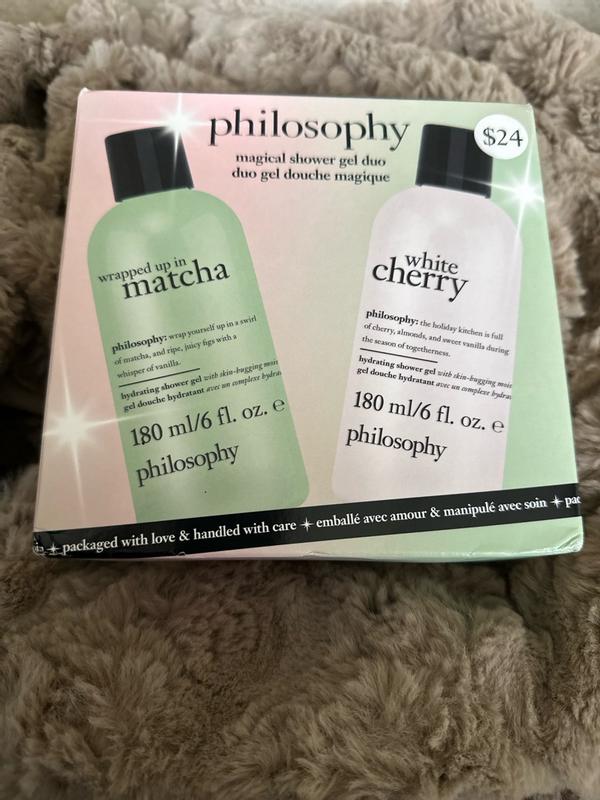 philosophy
$24
magical shower gel duo
duo gel douche magique
wrapped up in
matcha
philosophy: wrap yourself up in a swirl
of matcha, and ripe, juicy figs with a
whisper of vanilla.
hydrating shower gel with skin-hugging
gel douche hydratant avec un complexe
180 ml/6 fl. oz. ℮
philosophy
white
cherry
philosophy: the holiday kitchen is full
of cherry, almonds, and sweet vanilla during
the season of togetherness.
hydrating shower gel with skin-hugging
gel douche hydratant avec un complexe
180 ml/6 fl. oz. ℮
philosophy
packaged with love & handled with care emballé avec amour & manipulé avec soin